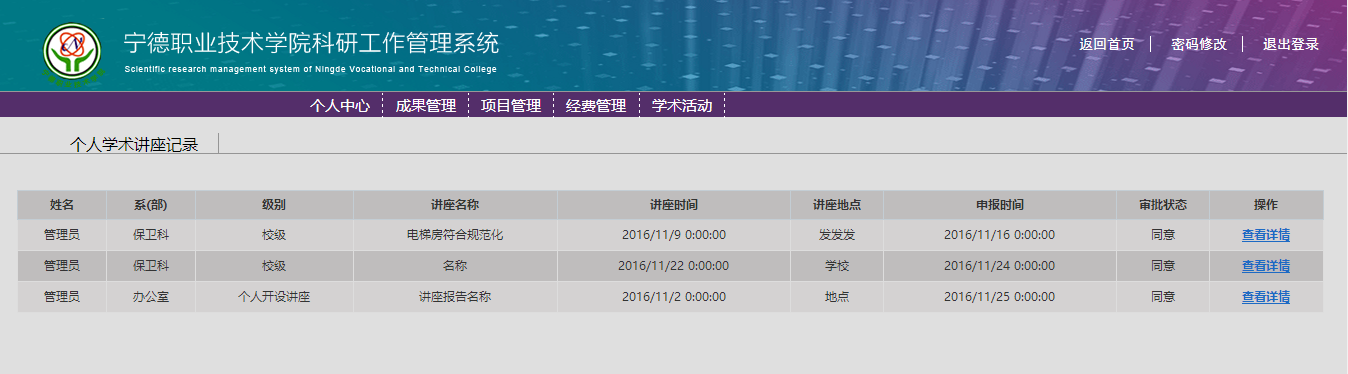 宁德职业技术学院科研工作管理系统
Scientific research management system of Ningde Vocational and Technical College
返回首页 密码修改 退出登录
个人中心 成果管理 项目管理 经费管理 学术活动
个人学术讲座记录
姓名 系(部) 级别 讲座名称 讲座时间 讲座地点 申报时间 审批状态 操作
管理员 保卫科 校级 电梯房符合规范化 2016/11/9 0:00:00 发发发 2016/11/16 0:00:00 同意 查看详情
管理员 保卫科 校级 名称 2016/11/22 0:00:00 学校 2016/11/24 0:00:00 同意 查看详情
管理员 办公室 个人开设讲座 讲座报告名称 2016/11/2 0:00:00 地点 2016/11/25 0:00:00 同意 查看详情